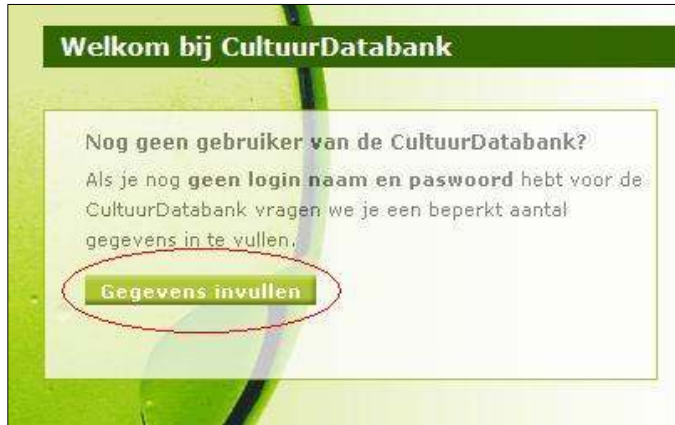 Welkom bij CultuurDatabank
Nog geen gebruiker van de CultuurDatabank?
Als je nog geen login naam en paswoord hebt voor de
CultuurDatabank vragen we je een beperkt aantal
gegevens in te vullen.
Gegevens invullen